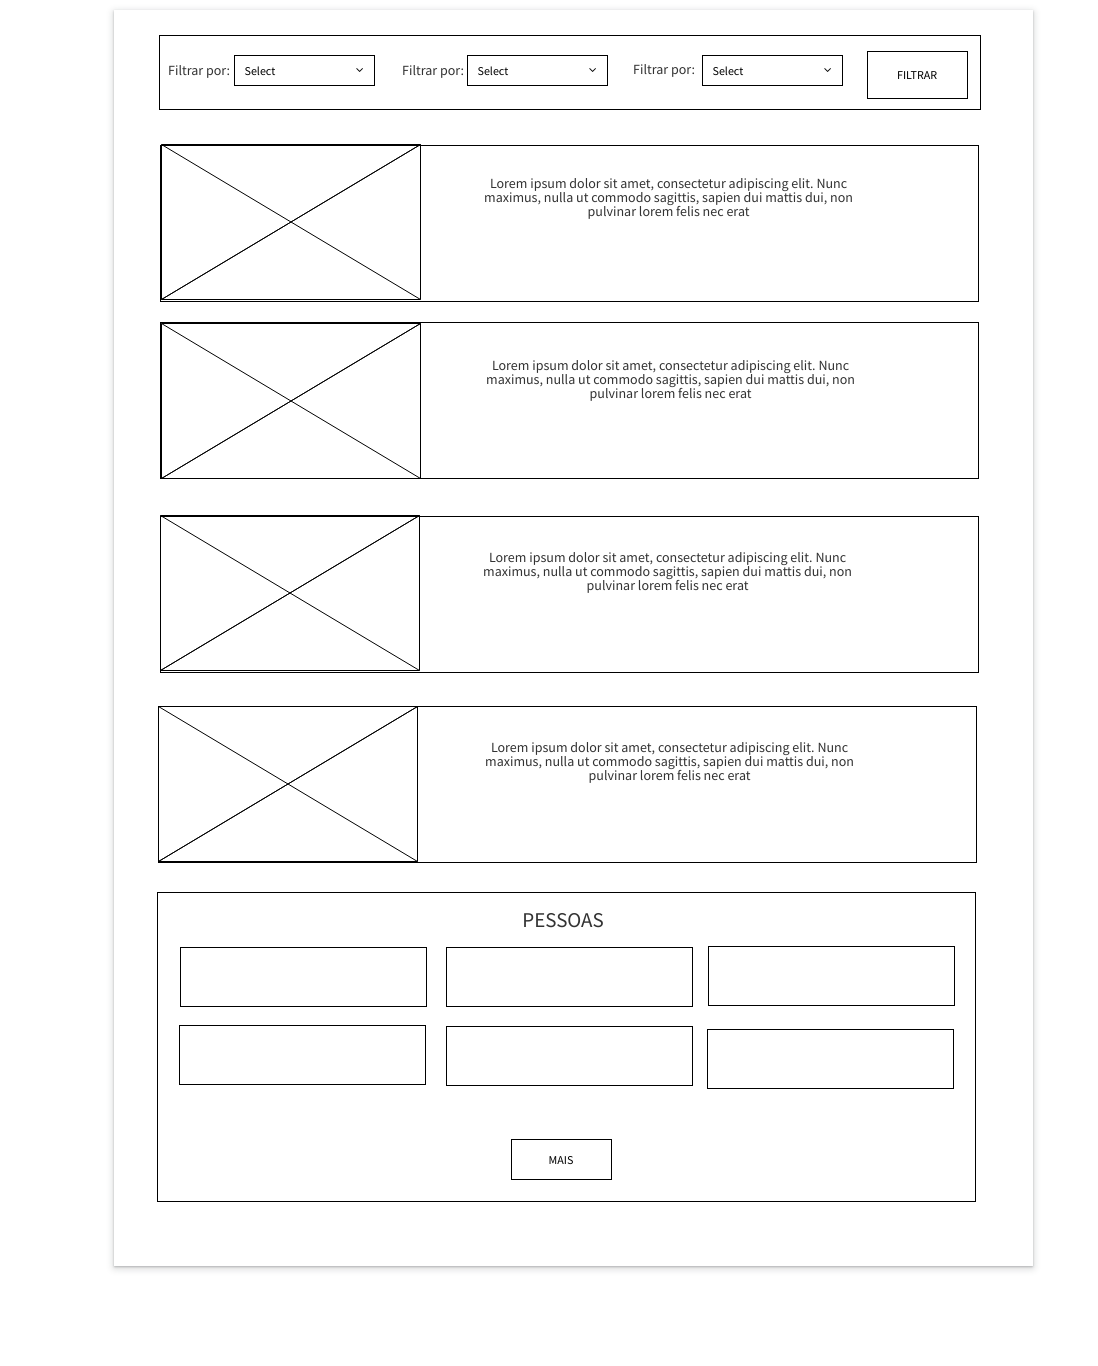 Filtrar por: Select Filtrar por: Select Filtrar por: Select FILTRAR
Lorem ipsum dolor sit amet, consectetur adipiscing elit. Nunc
maximus, nulla ut commodo sagittis, sapien dui mattis dui, non
pulvinar lorem felis nec erat
Lorem ipsum dolor sit amet, consectetur adipiscing elit. Nunc
maximus, nulla ut commodo sagittis, sapien dui mattis dui, non
pulvinar lorem felis nec erat
Lorem ipsum dolor sit amet, consectetur adipiscing elit. Nunc
maximus, nulla ut commodo sagittis, sapien dui mattis dui, non
pulvinar lorem felis nec erat
Lorem ipsum dolor sit amet, consectetur adipiscing elit. Nunc
maximus, nulla ut commodo sagittis, sapien dui mattis dui, non
pulvinar lorem felis nec erat
PESSOAS
MAIS